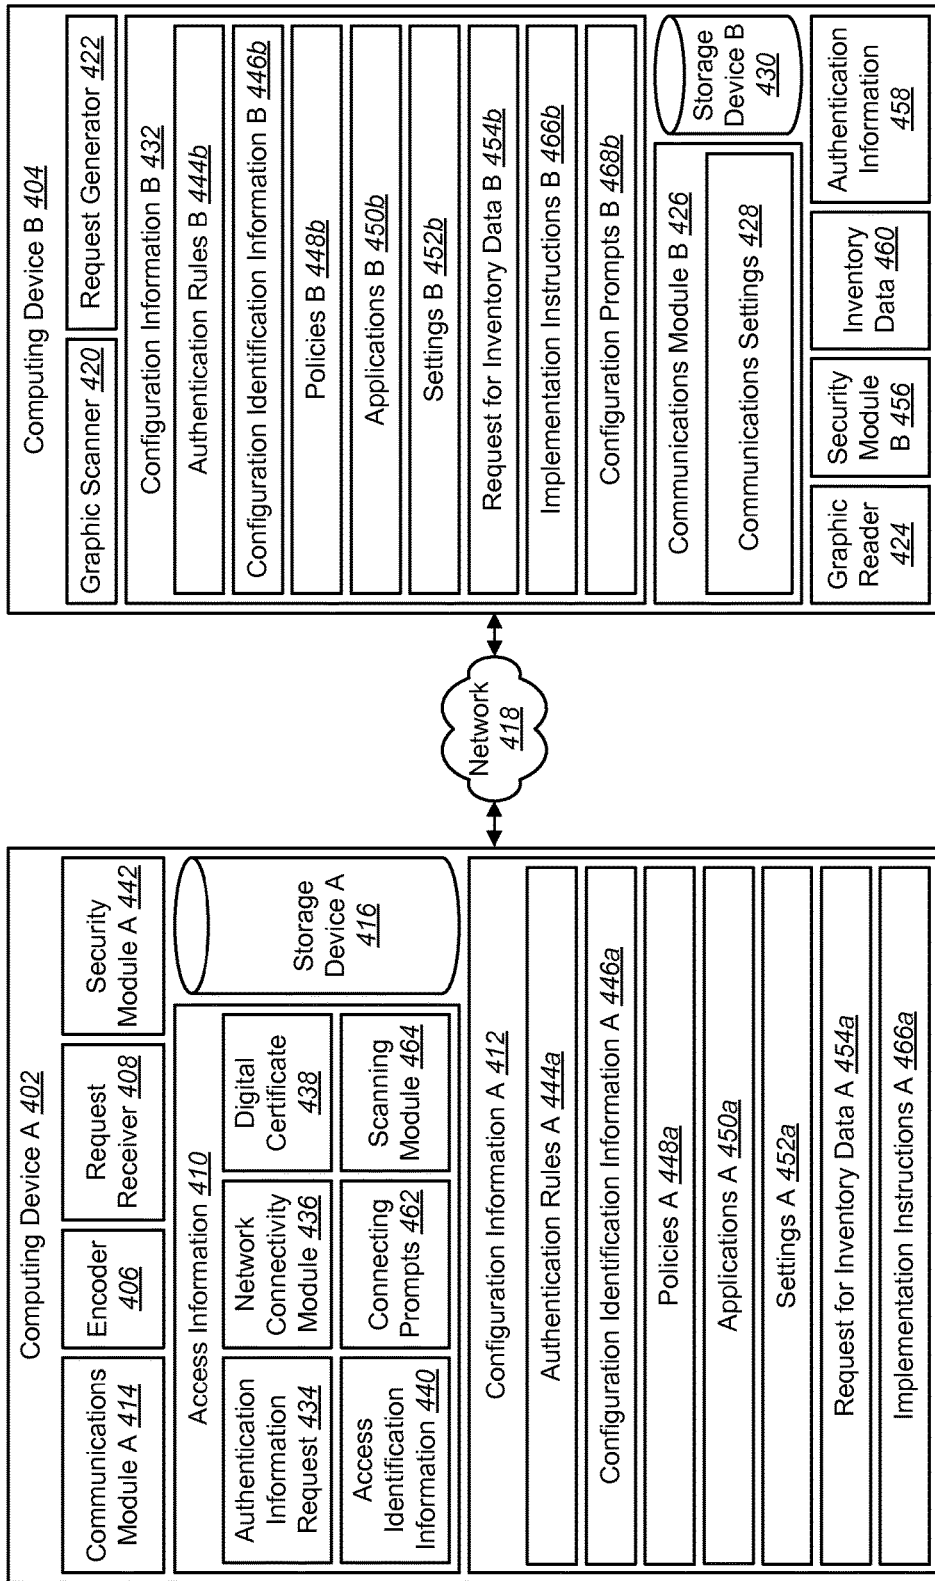 Computing Device A 402
Communications
Module A 414
Encoder
406
Request
Receiver 408
Security
Module A 442
Access Information 410
Authentication
Information
Request 434
Network
Connectivity
Module 436
Digital
Certificate
438
Access
Identification
Information 440
Connecting
Prompts 462
Scanning
Module 464
Storage
Device A
416
Configuration Information A 412
Authentication Rules A 444a
Configuration Identification Information A 446a
Policies A 448a
Applications A 450a
Settings A 452a
Request for Inventory Data A 454a
Implementation Instructions A 466a
Network
418
Computing Device B 404
Graphic Scanner 420
Request Generator 422
Configuration Information B 432
Authentication Rules B 444b
Configuration Identification Information B 446b
Policies B 448b
Applications B 450b
Settings B 452b
Request for Inventory Data B 454b
Implementation Instructions B 466b
Configuration Prompts B 468b
Communications Module B 426
Communications Settings 428
Storage
Device B
430
Graphic
Reader
424
Security
Module
B 456
Inventory
Data 460
Authentication
Information
458